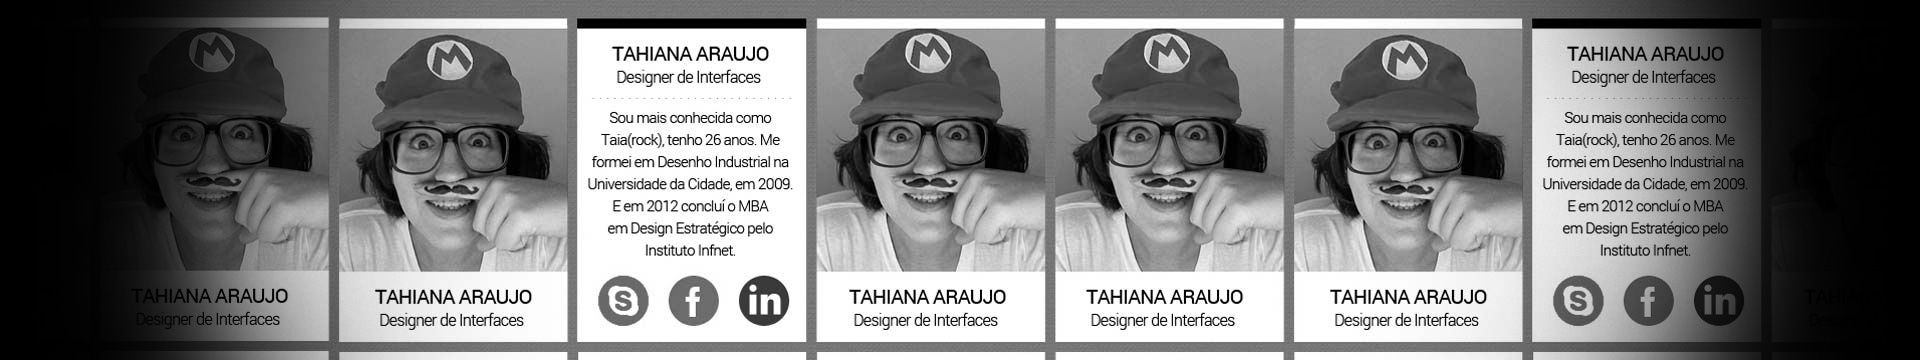 M
TAHIANA ARAUJO
Designer de Interfaces
M
TAHIANA ARAUJO
Designer de Interfaces
TAHIANA ARAUJO
Designer de Interfaces
Sou mais conhecida como
Taia(rock), tenho 26 anos. Me
formei em Desenho Industrial na
Universidade da Cidade, em 2009.
E em 2012 concluí o MBA
em Design Estratégico pelo
Instituto Infnet.
S f in
M
TAHIANA ARAUJO
Designer de Interfaces
M
TAHIANA ARAUJO
Designer de Interfaces
M
TAHIANA ARAUJO
Designer de Interfaces
TAHIANA ARAUJO
Designer de Interfaces
Sou mais conhecida como
Taia(rock), tenho 26 anos. Me
formei em Desenho Industrial na
Universidade da Cidade, em 2009.
E em 2012 concluí o MBA
em Design Estratégico pelo
Instituto Infnet.
S f in